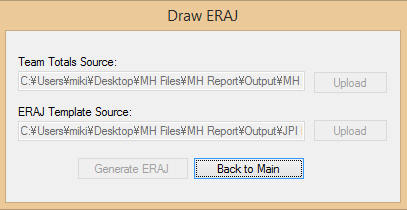 Draw ERAJ
Team Totals Source:
C:¥Users¥miki¥Desktop¥MH Files¥MH Report¥Output¥MH
Upload
ERAJ Template Source:
C:¥Users¥miki¥Desktop¥MH Files¥MH Report¥Output¥JPI
Upload
Generate ERAJ
Back to Main